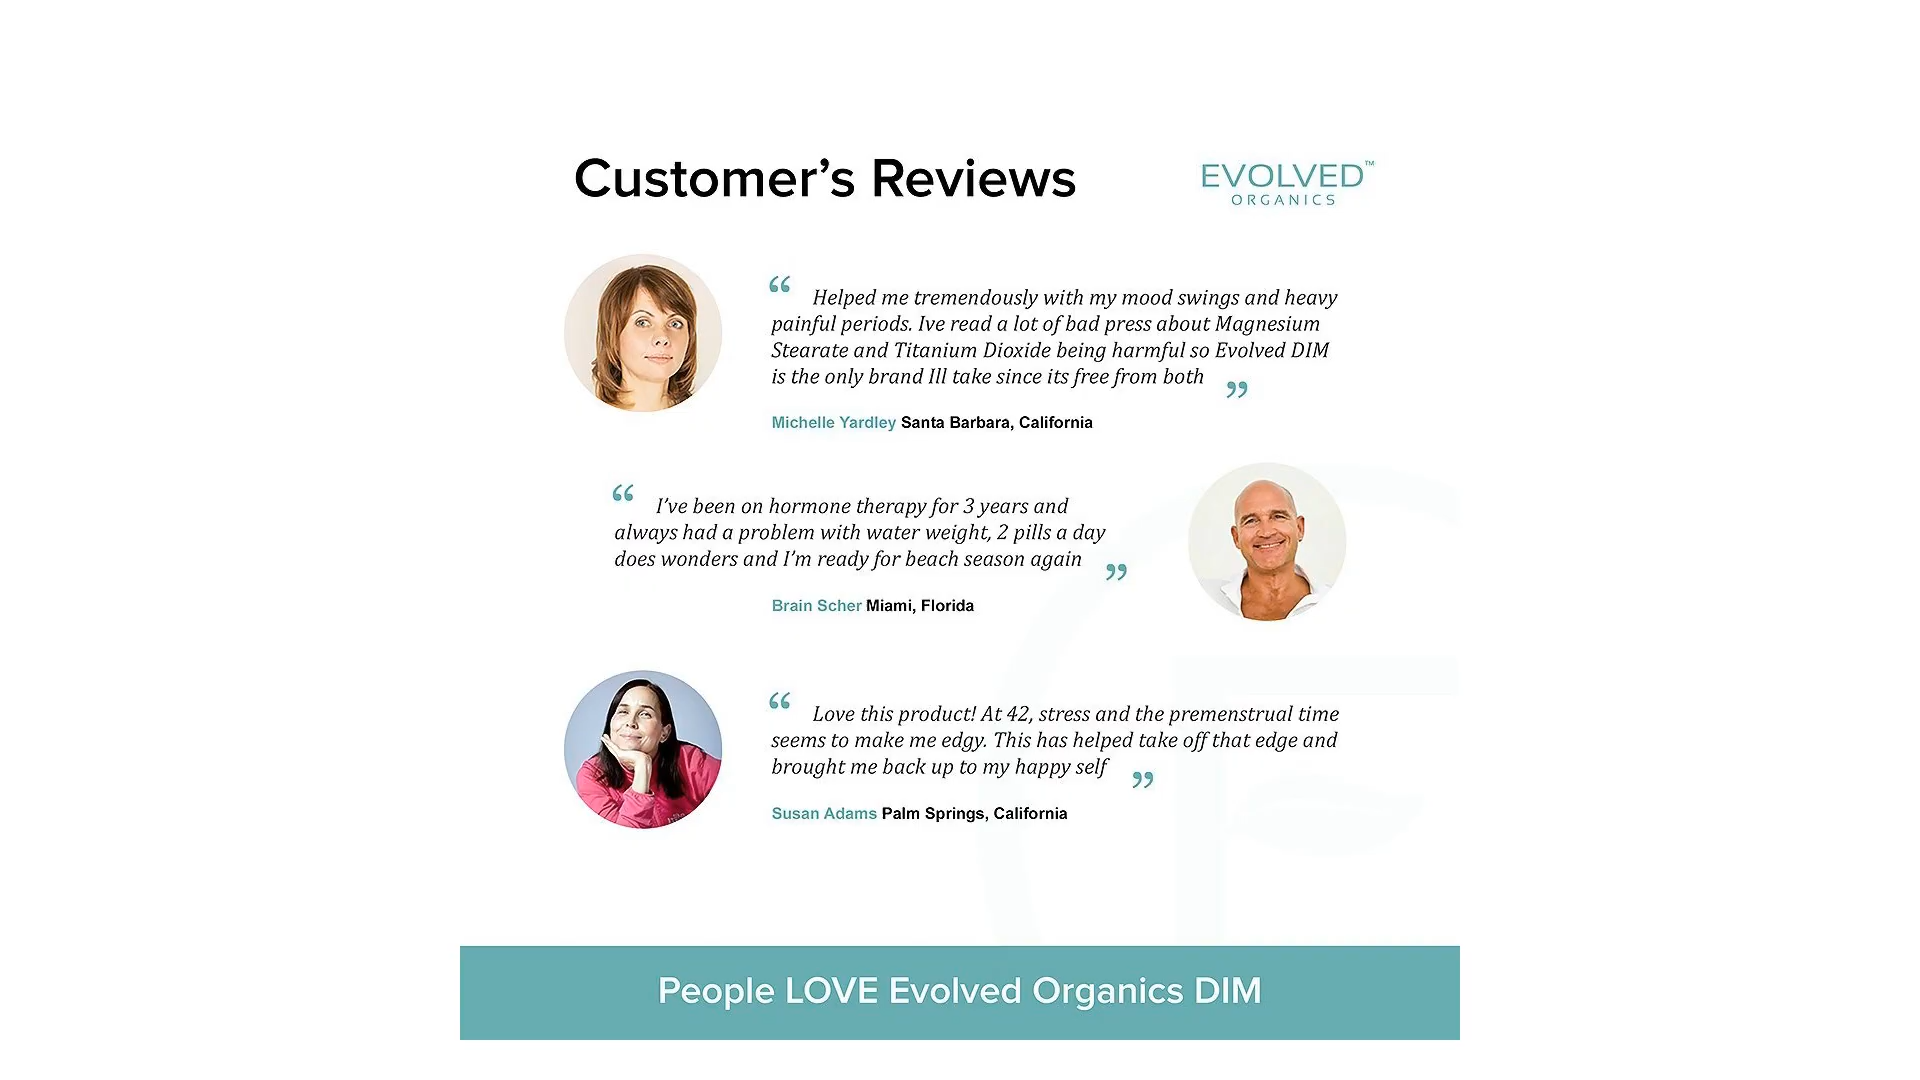 Customer’s Reviews
EVOLVED™
ORGANICS
“ Helped me tremendously with my mood swings and heavy
painful periods. Ive read a lot of bad press about Magnesium
Stearate and Titanium Dioxide being harmful so Evolved DIM
is the only brand Ill take since its free from both ”
Michelle Yardley Santa Barbara, California
“ I’ve been on hormone therapy for 3 years and
always had a problem with water weight, 2 pills a day
does wonders and I’m ready for beach season again ”
Brain Scher Miami, Florida
“ Love this product! At 42, stress and the premenstrual time
seems to make me edgy. This has helped take off that edge and
brought me back up to my happy self ”
Susan Adams Palm Springs, California
People LOVE Evolved Organics DIM